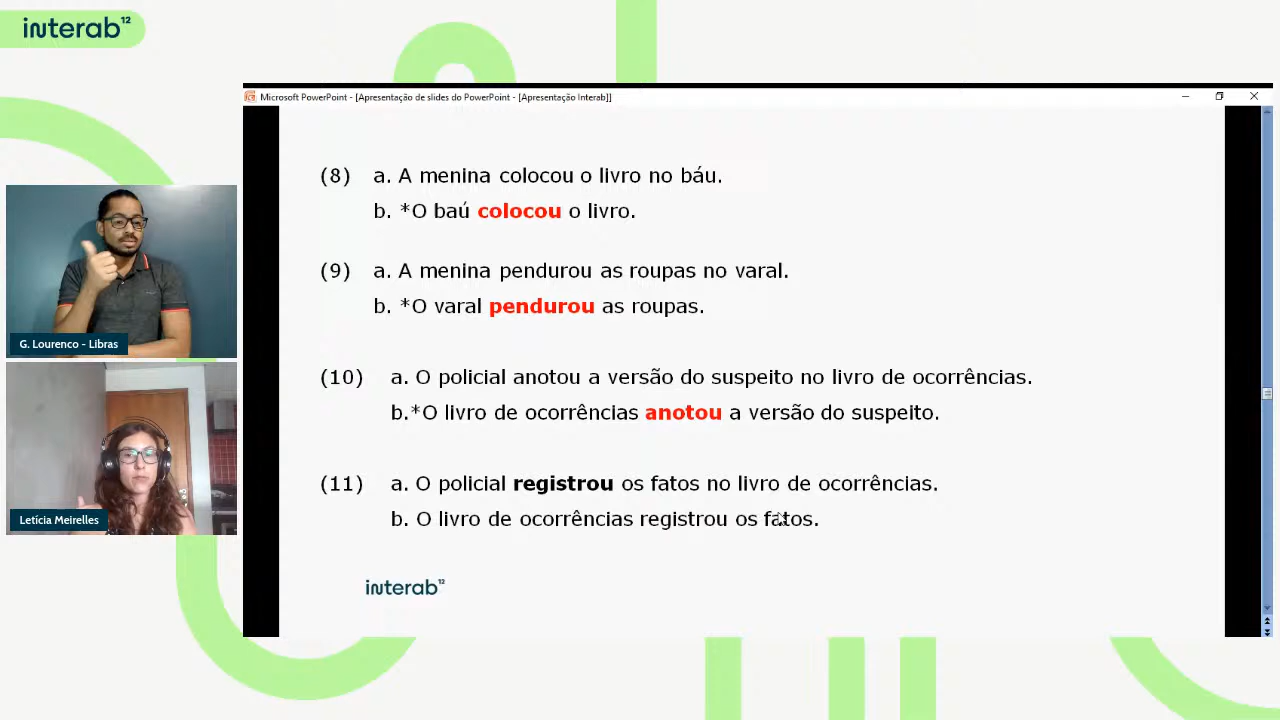 interab12
Microsoft PowerPoint - [Apresentação de slides do PowerPoint - [Apresentação Interab]]
(8) a. A menina colocou o livro no báu.
b. *O baú colocou o livro.
(9) a. A menina pendurou as roupas no varal.
b. *O varal pendurou as roupas.
(10) a. O policial anotou a versão do suspeito no livro de ocorrências.
b.*O livro de ocorrências anotou a versão do suspeito.
(11) a. O policial registrou os fatos no livro de ocorrências.
b. O livro de ocorrências registrou os fatos.
interab12
G. Lourenco - Libras
Letícia Meirelles